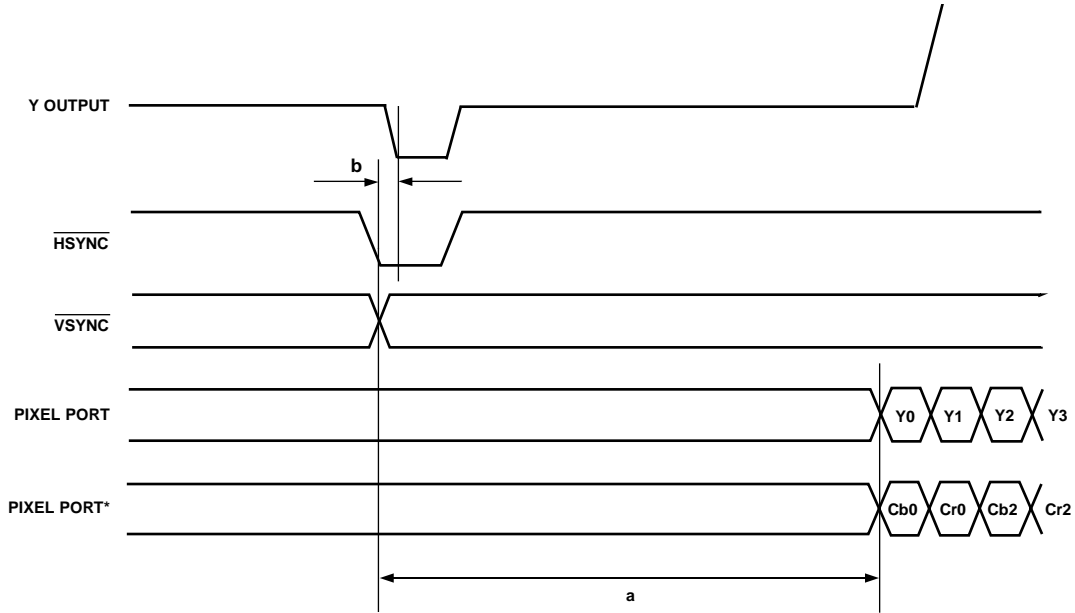 Y OUTPUT
b
HSYNC
VSYNC
PIXEL PORT
Y0 Y1 Y2 Y3
PIXEL PORT*
Cb0 Cr0 Cb2 Cr2
a